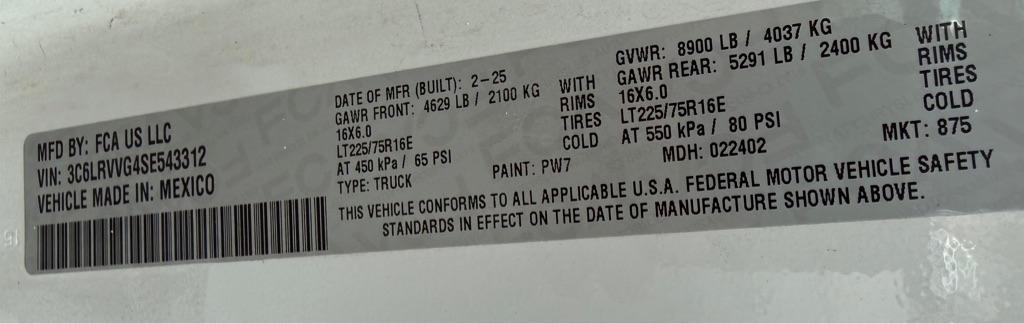 MFD BY: FCA US LLC
VIN: 3C6LRVVG4SE543312
VEHICLE MADE IN: MEXICO
DATE OF MFR (BUILT): 2-25
GAWR FRONT: 4629 LB / 2100 KG WITH
16X6.0 RIMS
LT225/75R16E TIRES
AT 450 kPa / 65 PSI COLD
TYPE: TRUCK PAINT: PW7
GVWR: 8900 LB / 4037 KG
GAWR REAR: 5291 LB / 2400 KG WITH
16X6.0 RIMS
LT225/75R16E TIRES
AT 550 kPa / 80 PSI COLD
MDH: 022402 MKT: 875
THIS VEHICLE CONFORMS TO ALL APPLICABLE U.S.A. FEDERAL MOTOR VEHICLE SAFETY
STANDARDS IN EFFECT ON THE DATE OF MANUFACTURE SHOWN ABOVE.